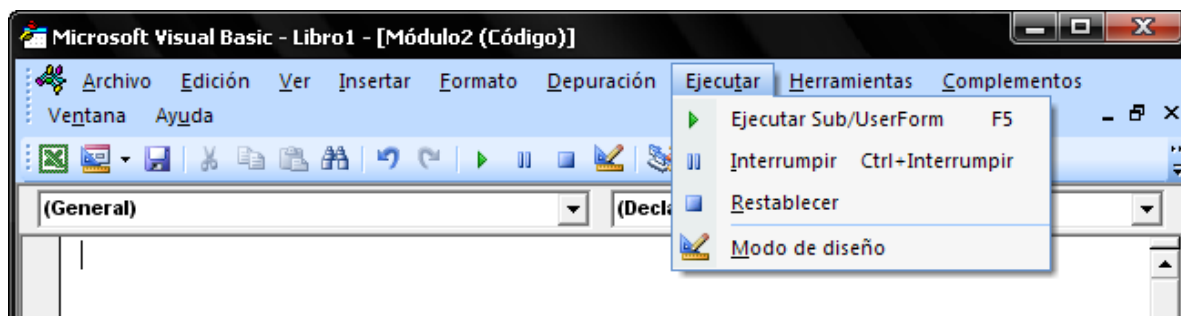 Microsoft Visual Basic - Libro1 - [Módulo2 (Código)]
Archivo Edición Ver Insertar Formato Depuración Ejecutar Herramientas Complementos
Ventana Ayuda
Ejecutar Sub/UserForm F5
Interrumpir Ctrl+Interrumpir
Restablecer
Modo de diseño
(General) (Decla